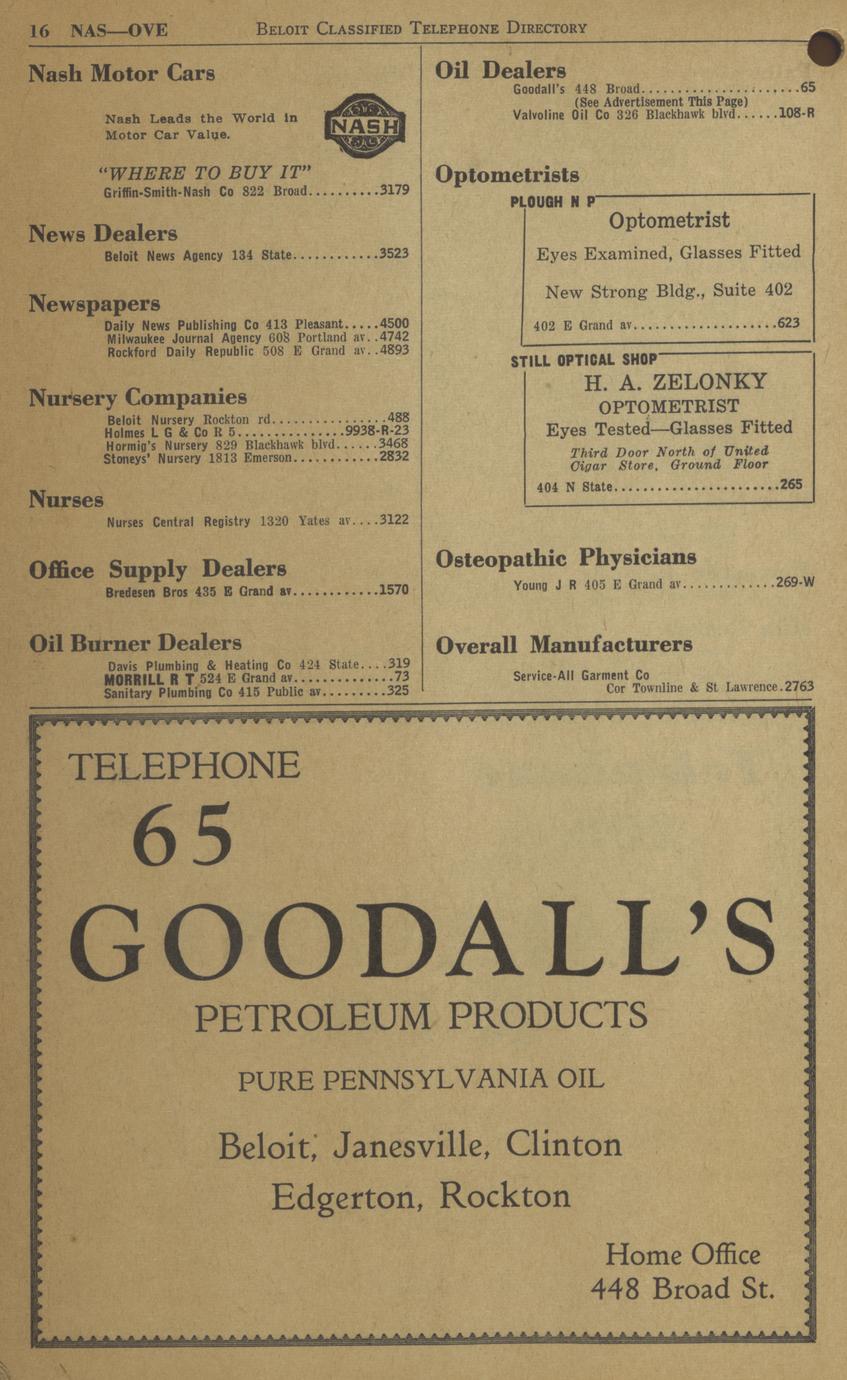 16 NAS—OVE Beloit Classified Telephone Directory
Nash Motor Cars
Nash Leads the World in
Motor Car Value.
NASH
"WHERE TO BUY IT"
Griffin-Smith-Nash Co 822 Broad..........3179
News Dealers
Beloit News Agency 134 State............3523
Newspapers
Daily News Publishing Co 413 Pleasant.....4500
Milwaukee Journal Agency 608 Portland av..4742
Rockford Daily Republic 508 E Grand av..4893
Nursery Companies
Beloit Nursery Rockton rd................488
Holmes L G & Co R 5...............9938-R-23
Hormig's Nursery 829 Blackhawk blvd......3468
Stoneys' Nursery 1813 Emerson............2832
Nurses
Nurses Central Registry 1320 Yates av....3122
Office Supply Dealers
Bredesen Bros 435 E Grand av............1570
Oil Burner Dealers
Davis Plumbing & Heating Co 424 State....319
MORRILL R T 524 E Grand av..............73
Sanitary Plumbing Co 415 Public av.........325
Oil Dealers
Goodall's 448 Broad.......................65
(See Advertisement This Page)
Valvoline Oil Co 326 Blackhawk blvd......108-R
Optometrists
PLOUGH N P
Optometrist
Eyes Examined, Glasses Fitted
New Strong Bldg., Suite 402
402 E Grand av....................623
STILL OPTICAL SHOP
H. A. ZELONKY
OPTOMETRIST
Eyes Tested—Glasses Fitted
Third Door North of United
Cigar Store, Ground Floor
404 N State.......................265
Osteopathic Physicians
Young J R 405 E Grand av.............269-W
Overall Manufacturers
Service-All Garment Co
Cor Townline & St Lawrence.2763
TELEPHONE
65
GOODALL'S
PETROLEUM PRODUCTS
PURE PENNSYLVANIA OIL
Beloit, Janesville, Clinton
Edgerton, Rockton
Home Office
448 Broad St.